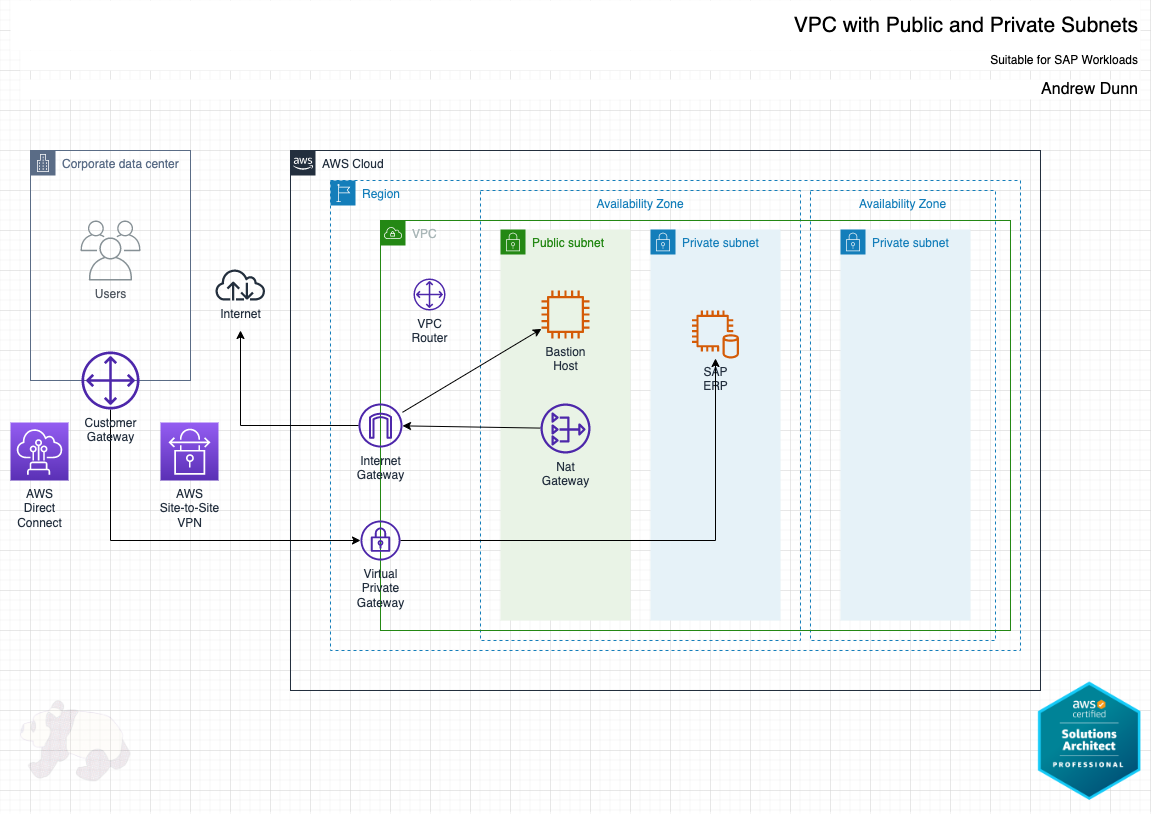 VPC with Public and Private Subnets
Suitable for SAP Workloads
Andrew Dunn
Corporate data center
Users
Internet
Customer
Gateway
AWS
Direct
Connect
AWS
Site-to-Site
VPN
aws
AWS Cloud
Region
Availability Zone
Availability Zone
VPC
Public subnet
Private subnet
Private subnet
VPC
Router
Bastion
Host
SAP
ERP
Internet
Gateway
Nat
Gateway
Virtual
Private
Gateway
aws
certified
Solutions
Architect
PROFESSIONAL